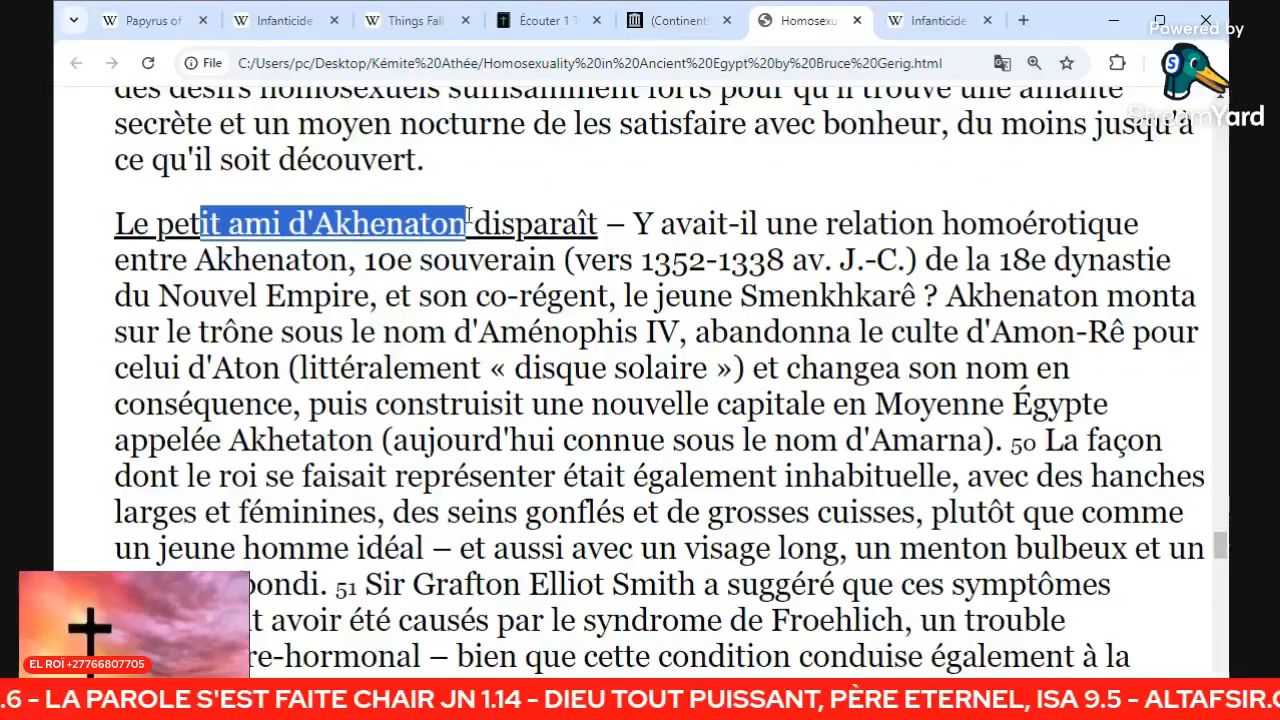 Papyrus of
Infanticide
Things Fall
Écouter 1 T
(Continent
Homosexu
Infanticide
Powered by
File
C:/Users/pc/Desktop/Kémite%20Athée/Homosexuality%20in%20Ancient%20Egypt%20by%20Bruce%20Gerig.html
StreamYard
des désirs homosexuels suffisamment forts pour qu'il trouve une amante
secrète et un moyen nocturne de les satisfaire avec bonheur, du moins jusqu'à
ce qu'il soit découvert.
Le petit ami d'Akhenaton disparaît – Y avait-il une relation homoérotique
entre Akhenaton, 10e souverain (vers 1352-1338 av. J.-C.) de la 18e dynastie
du Nouvel Empire, et son co-régent, le jeune Smenkhkarê ? Akhenaton monta
sur le trône sous le nom d'Aménophis IV, abandonna le culte d'Amon-Rê pour
celui d'Aton (littéralement « disque solaire ») et changea son nom en
conséquence, puis construisit une nouvelle capitale en Moyenne Égypte
appelée Akhetaton (aujourd'hui connue sous le nom d'Amarna). 50 La façon
dont le roi se faisait représenter était également inhabituelle, avec des hanches
larges et féminines, des seins gonflés et de grosses cuisses, plutôt que comme
un jeune homme idéal – et aussi avec un visage long, un menton bulbeux et un
bondi. 51 Sir Grafton Elliot Smith a suggéré que ces symptômes
t avoir été causés par le syndrome de Froehlich, un trouble
re-hormonal – bien que cette condition conduise également à la
EL ROÏ +27766807705
.6 - LA PAROLE S'EST FAITE CHAIR JN 1.14 - DIEU TOUT PUISSANT, PÈRE ETERNEL, ISA 9.5 - ALTAFSIR.C